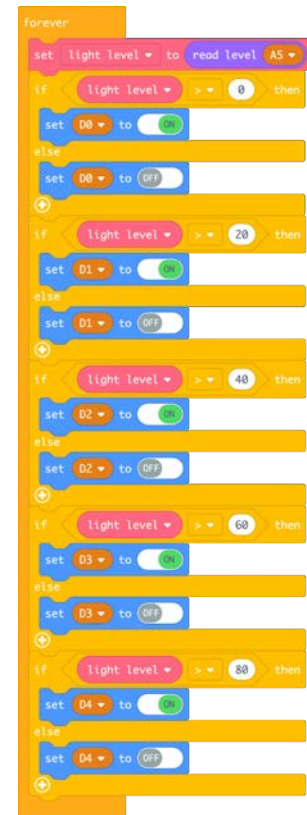 forever
set light level to read level A5
if light level > 0 then
set D0 to ON
else
set D0 to OFF
if light level > 20 then
set D1 to ON
else
set D1 to OFF
if light level > 40 then
set D2 to ON
else
set D2 to OFF
if light level > 60 then
set D3 to ON
else
set D3 to OFF
if light level > 80 then
set D4 to ON
else
set D4 to OFF